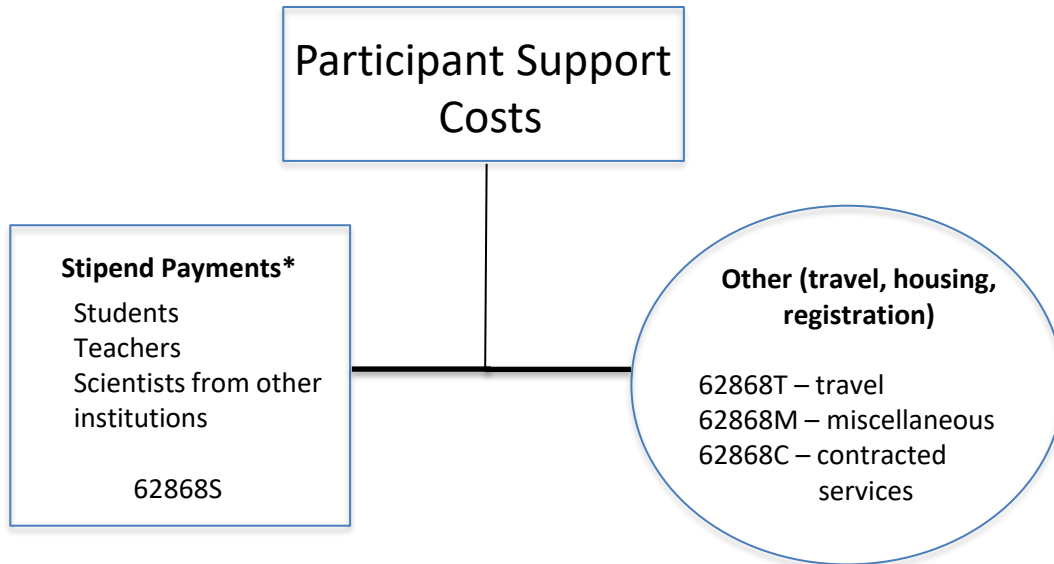 Participant Support
Costs
Stipend Payments*
Students
Teachers
Scientists from other
institutions
62868S
Other (travel, housing,
registration)
62868T – travel
62868M – miscellaneous
62868C – contracted
services